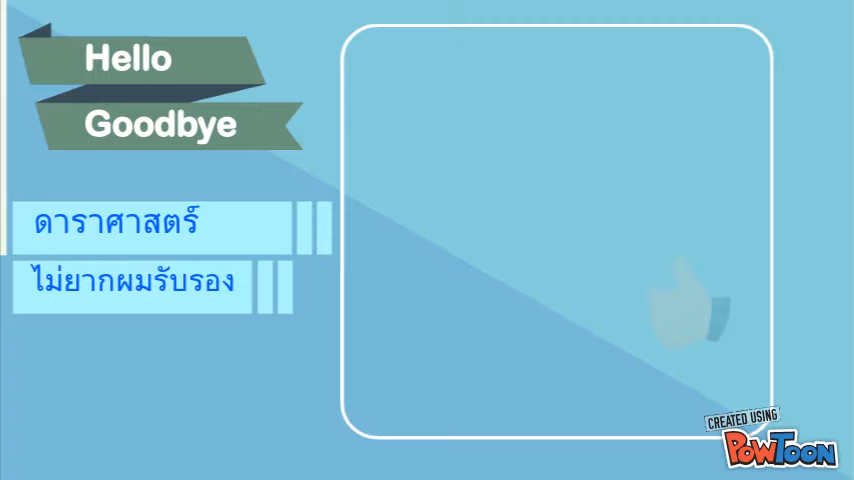 Hello
Goodbye
ดาราศาสตร์
ไม่ยากผมรับรอง
CREATED USING
POWTOON